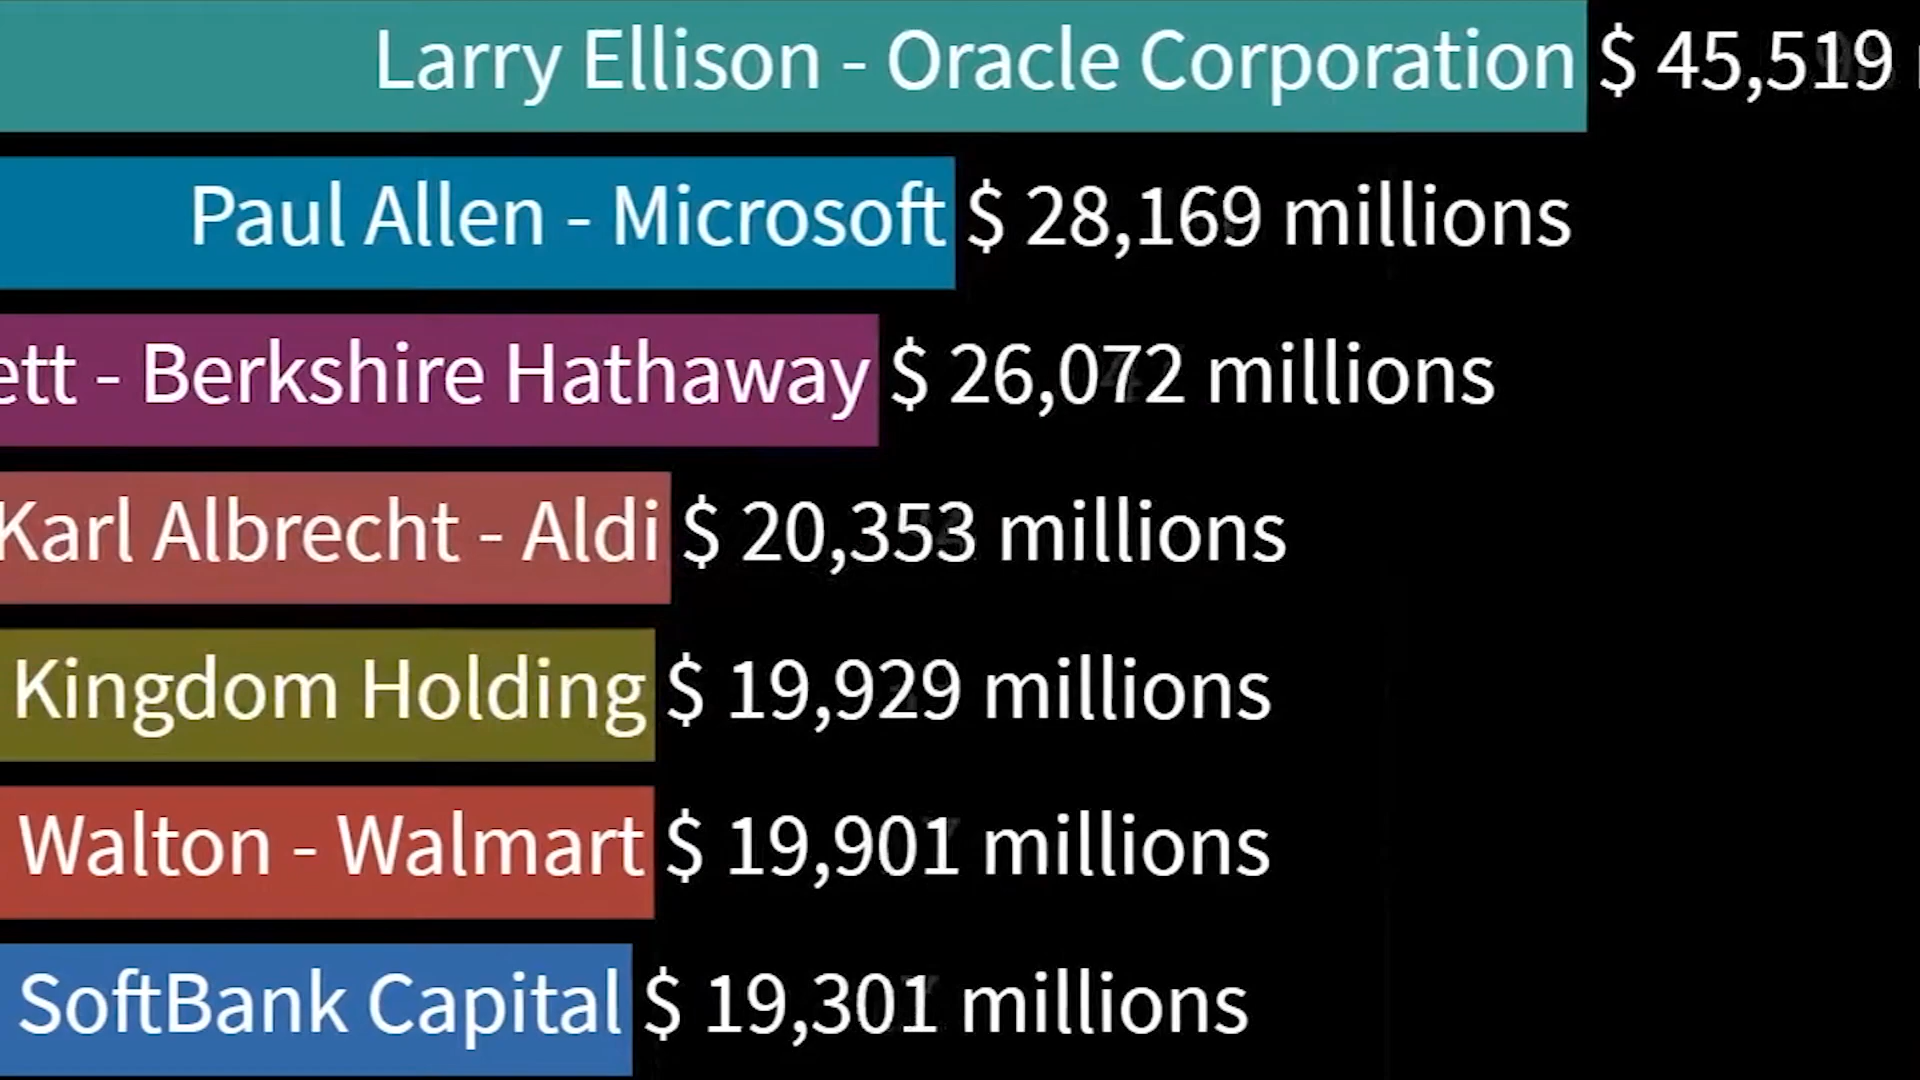 Larry Ellison - Oracle Corporation $ 45,519
Paul Allen - Microsoft $ 28,169 millions
ett - Berkshire Hathaway $ 26,072 millions
Karl Albrecht - Aldi $ 20,353 millions
Kingdom Holding $ 19,929 millions
Walton - Walmart $ 19,901 millions
SoftBank Capital $ 19,301 millions